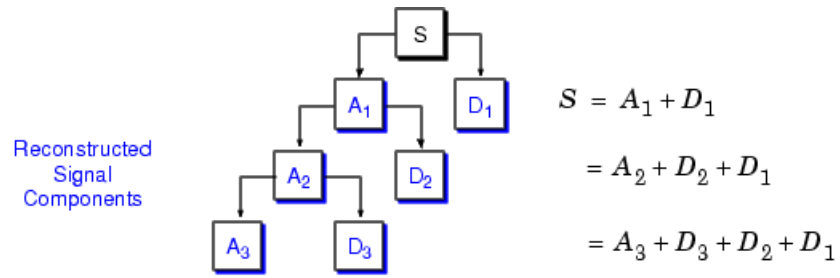 S
A₁
D₁
S = A₁ + D₁
Reconstructed
Signal
Components
A₂
D₂
= A₂ + D₂ + D₁
A₃
D₃
= A₃ + D₃ + D₂ + D₁